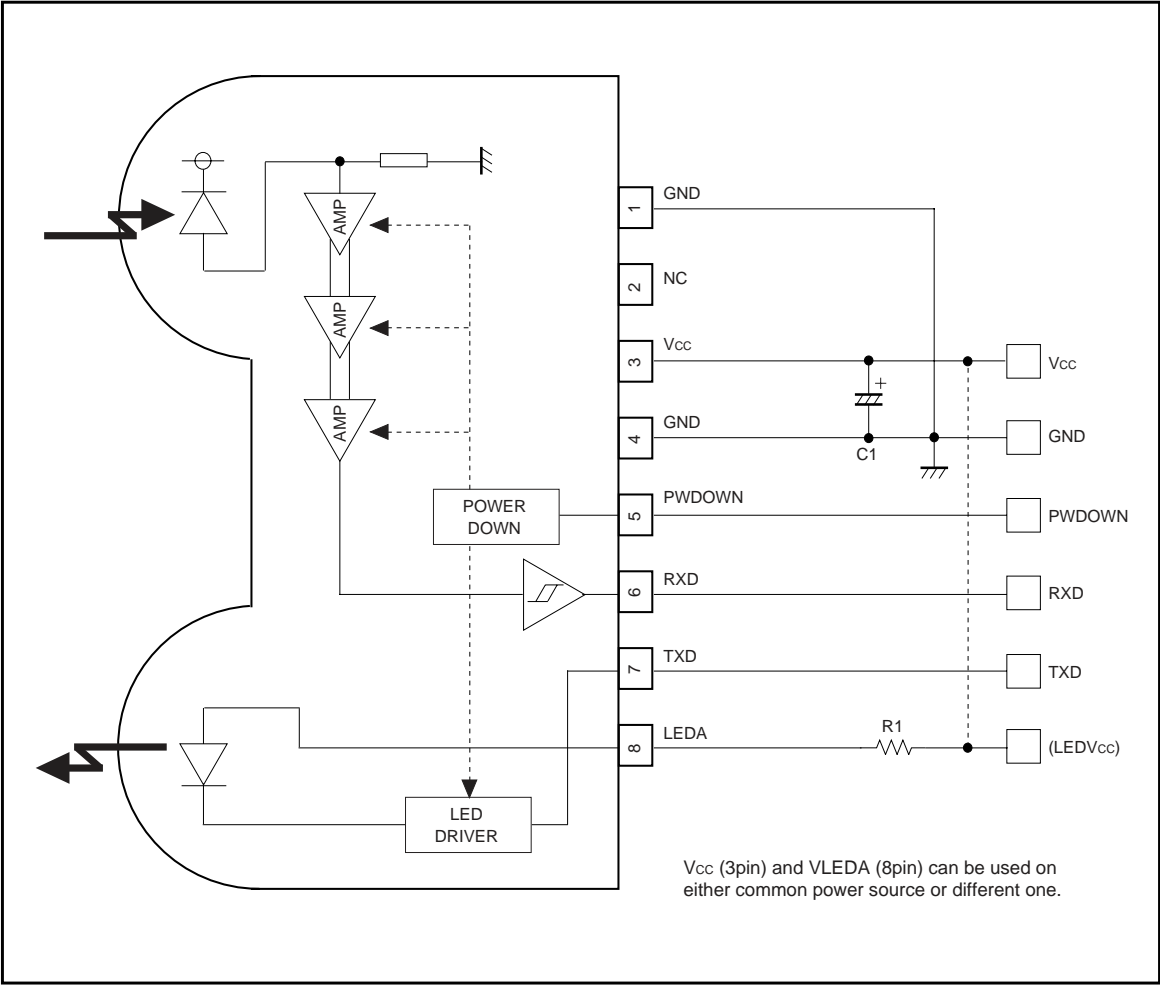 AMP
AMP
AMP
POWER
DOWN
LED
DRIVER
1 GND
2 NC
3 Vcc
4 GND
5 PWDOWN
6 RXD
7 TXD
8 LEDA
+
C1
R1
Vcc
GND
PWDOWN
RXD
TXD
(LEDVcc)
Vcc (3pin) and VLEDA (8pin) can be used on
either common power source or different one.